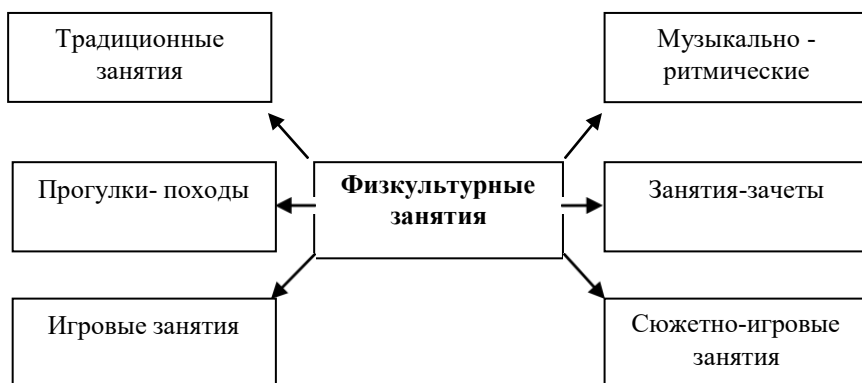 Традиционные
занятия
Музыкально -
ритмические
Прогулки- походы
Физкультурные
занятия
Занятия-зачеты
Игровые занятия
Сюжетно-игровые
занятия